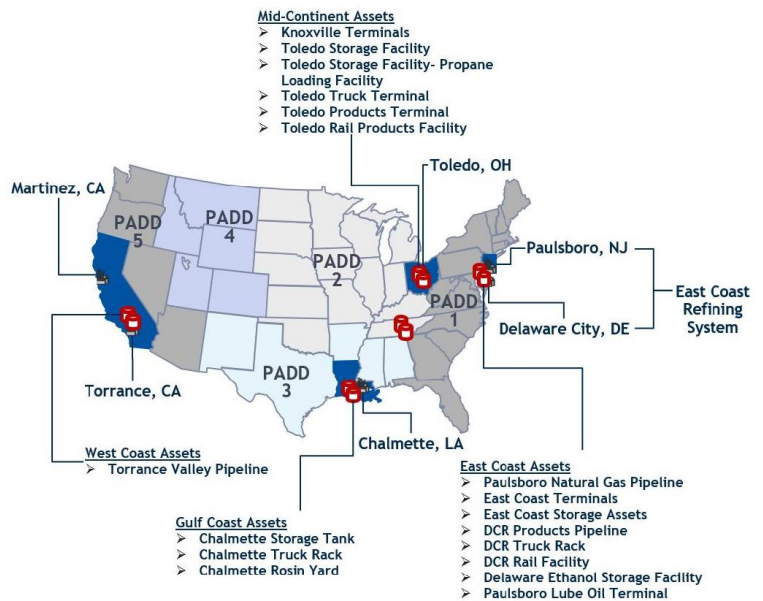 Mid-Continent Assets
➢ Knoxville Terminals
➢ Toledo Storage Facility
➢ Toledo Storage Facility- Propane
Loading Facility
➢ Toledo Truck Terminal
➢ Toledo Products Terminal
➢ Toledo Rail Products Facility
Toledo, OH
Martinez, CA
PADD
5
PADD
4
PADD
2
PADD
1
PADD
3
Paulsboro, NJ
Delaware City, DE
East Coast
Refining
System
Torrance, CA
Chalmette, LA
West Coast Assets
➢ Torrance Valley Pipeline
Gulf Coast Assets
➢ Chalmette Storage Tank
➢ Chalmette Truck Rack
➢ Chalmette Rosin Yard
East Coast Assets
➢ Paulsboro Natural Gas Pipeline
➢ East Coast Terminals
➢ East Coast Storage Assets
➢ DCR Products Pipeline
➢ DCR Truck Rack
➢ DCR Rail Facility
➢ Delaware Ethanol Storage Facility
➢ Paulsboro Lube Oil Terminal